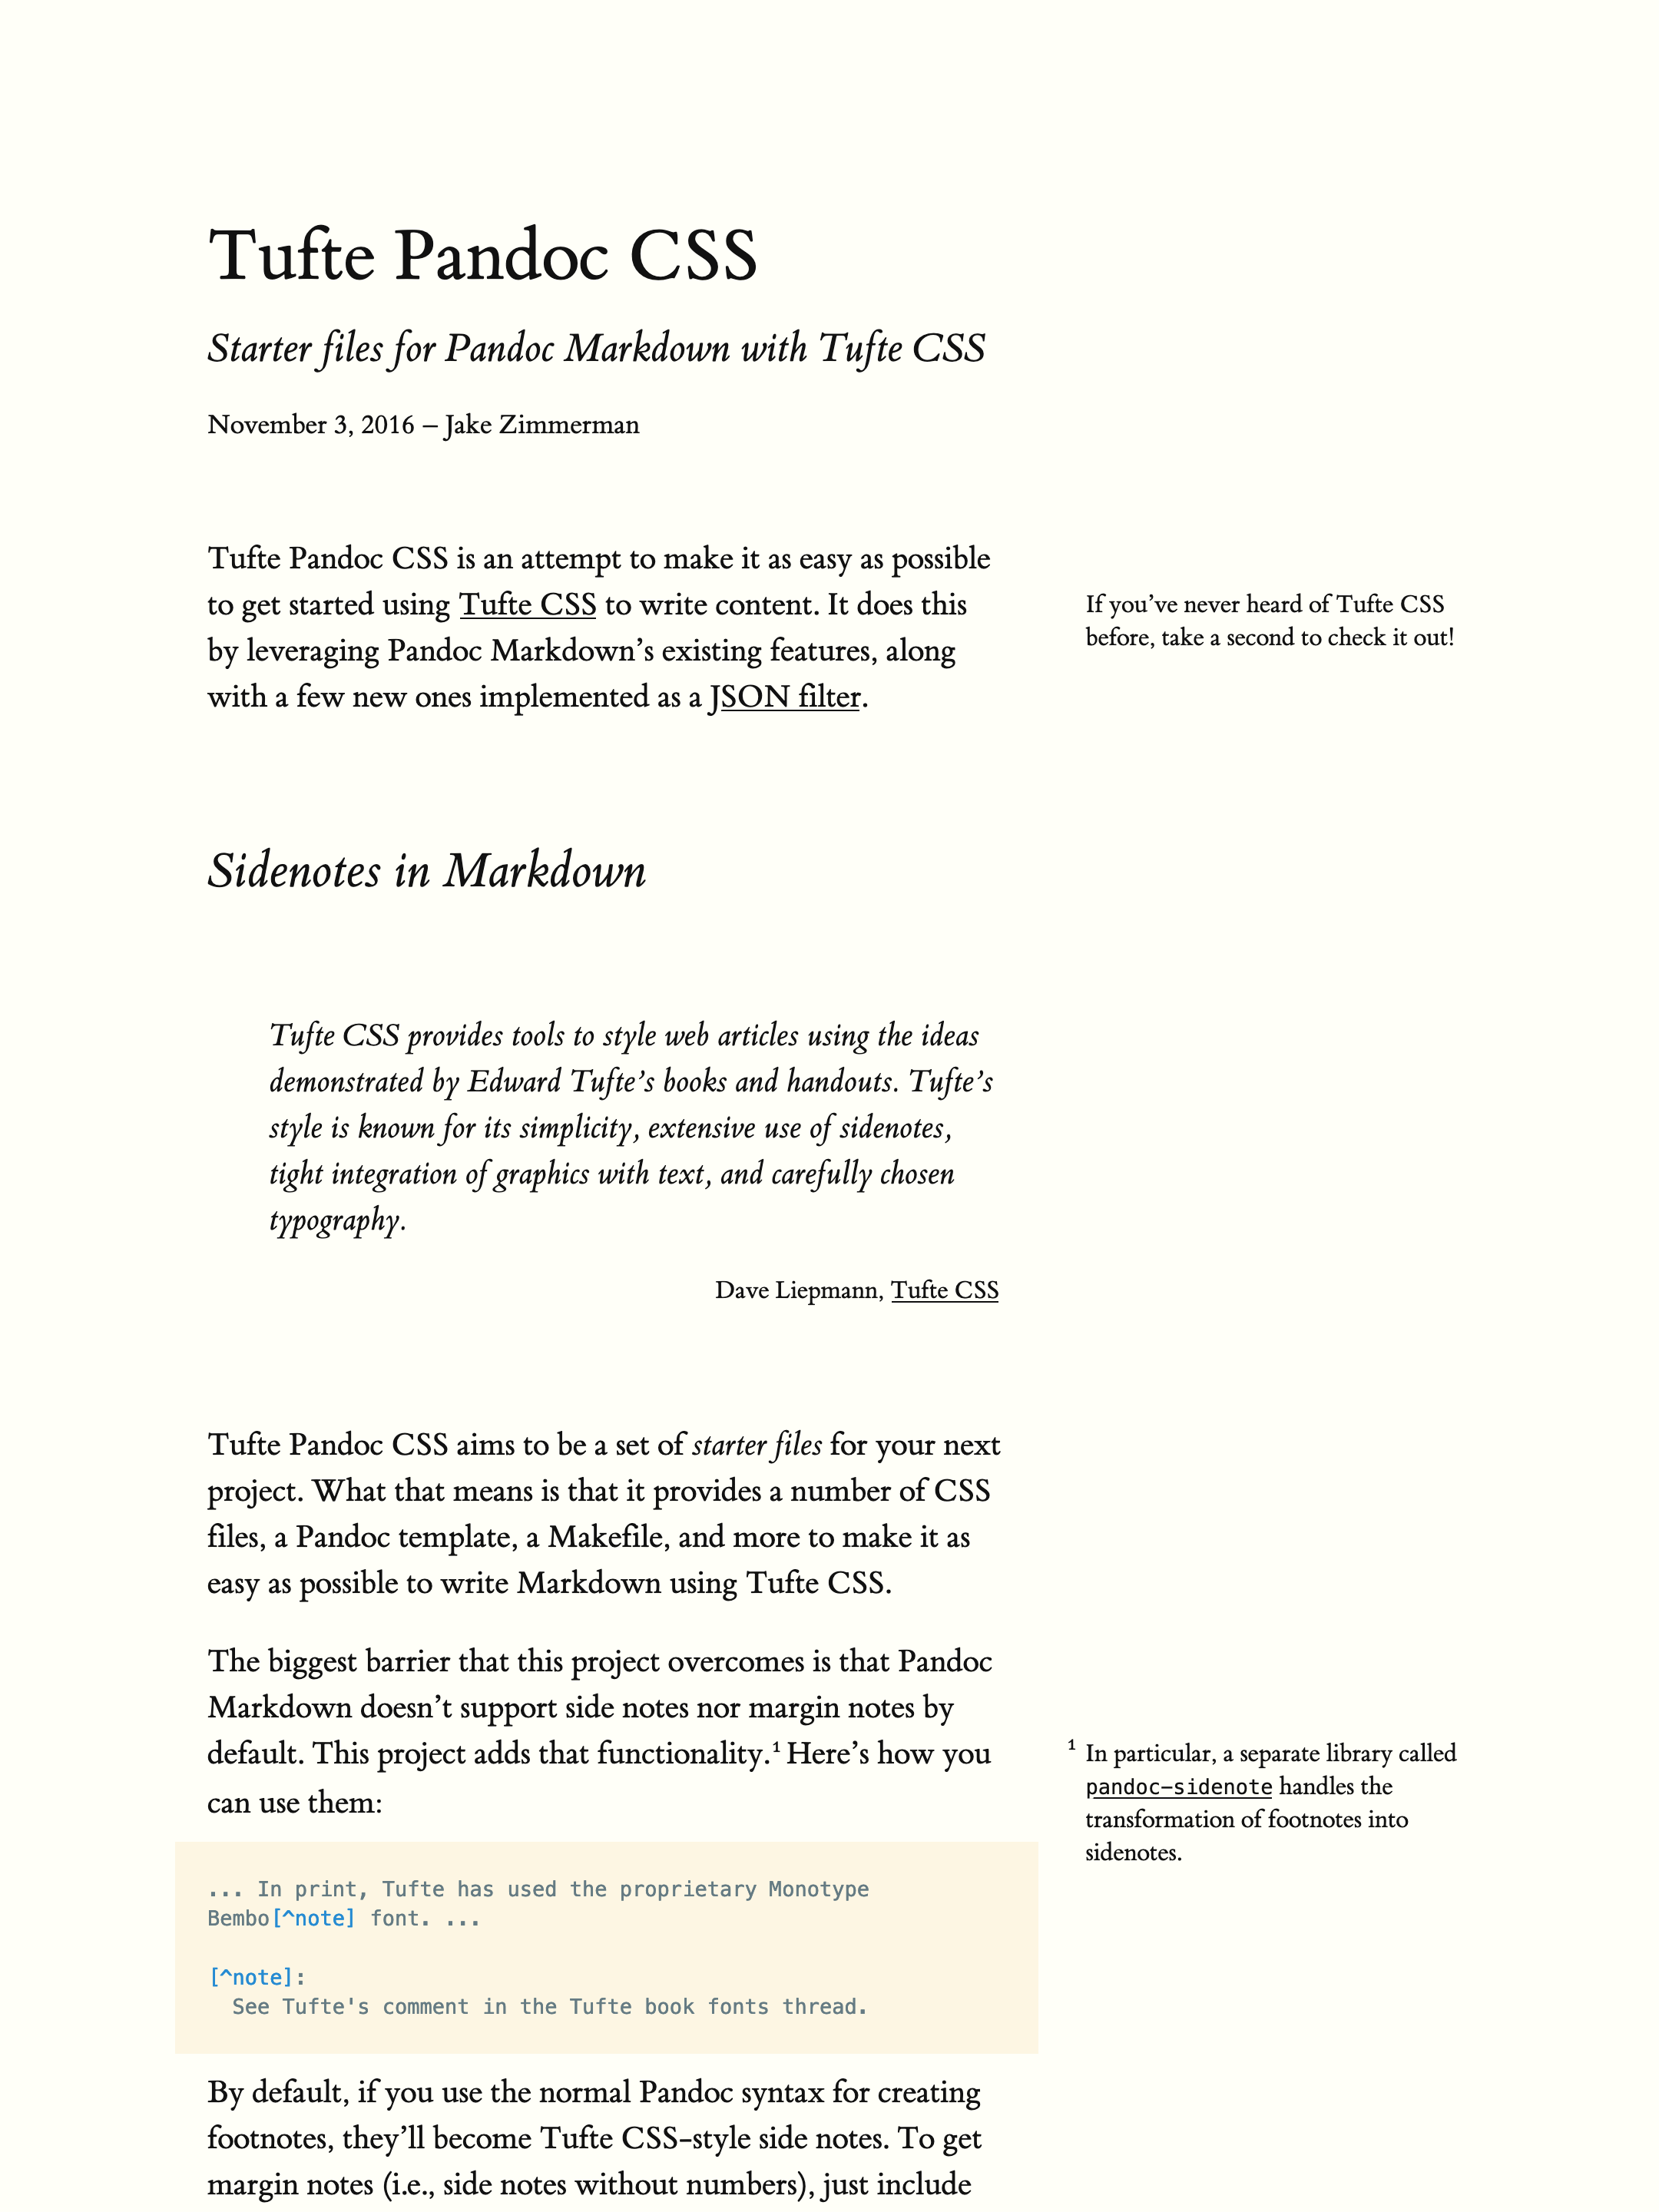 Tufte Pandoc CSS
Starter files for Pandoc Markdown with Tufte CSS
November 3, 2016 – Jake Zimmerman
Tufte Pandoc CSS is an attempt to make it as easy as possible
to get started using Tufte CSS to write content. It does this
by leveraging Pandoc Markdown’s existing features, along
with a few new ones implemented as a JSON filter.
If you’ve never heard of Tufte CSS
before, take a second to check it out!
Sidenotes in Markdown
Tufte CSS provides tools to style web articles using the ideas
demonstrated by Edward Tufte’s books and handouts. Tufte’s
style is known for its simplicity, extensive use of sidenotes,
tight integration of graphics with text, and carefully chosen
typography.
Dave Liepmann, Tufte CSS
Tufte Pandoc CSS aims to be a set of starter files for your next
project. What that means is that it provides a number of CSS
files, a Pandoc template, a Makefile, and more to make it as
easy as possible to write Markdown using Tufte CSS.
The biggest barrier that this project overcomes is that Pandoc
Markdown doesn’t support side notes nor margin notes by
default. This project adds that functionality.¹ Here’s how you
can use them:
¹ In particular, a separate library called
pandoc-sidenote handles the
transformation of footnotes into
sidenotes.
... In print, Tufte has used the proprietary Monotype
Bembo[^note] font. ...
[^note]:
See Tufte's comment in the Tufte book fonts thread.
By default, if you use the normal Pandoc syntax for creating
footnotes, they’ll become Tufte CSS-style side notes. To get
margin notes (i.e., side notes without numbers), just include